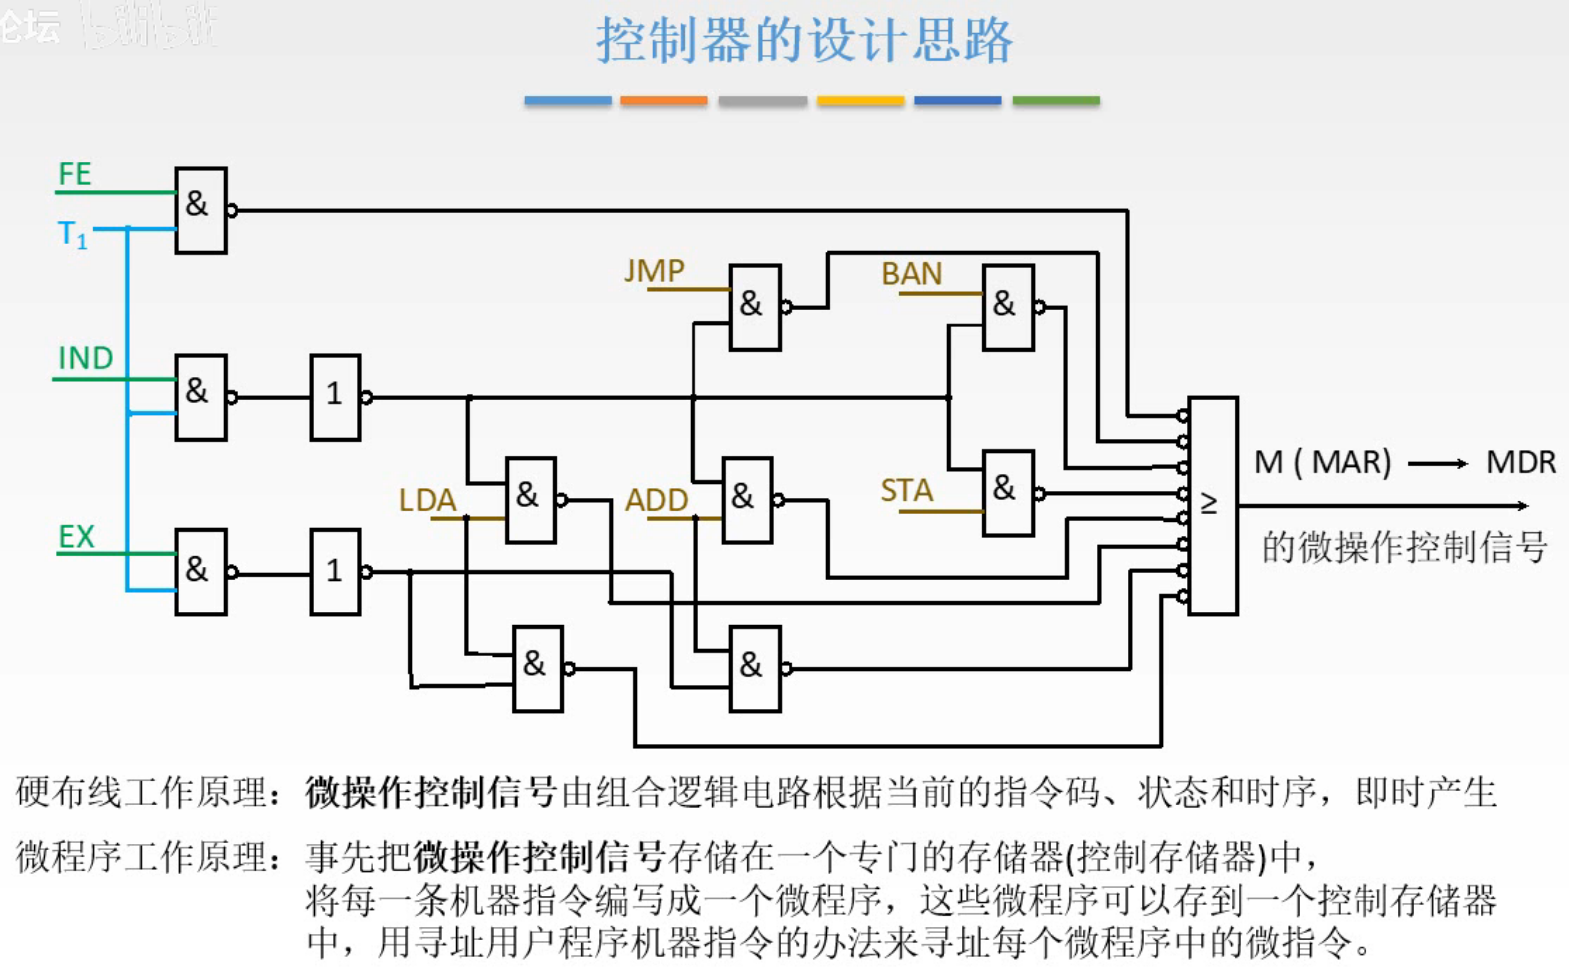 论坛 bilibili
控制器的设计思路
FE
&
T1
JMP
&
BAN
&
IND
&
1
M ( MAR) → MDR
LDA
&
ADD
&
STA
&
≥
的微操作控制信号
EX
&
1
&
&
硬布线工作原理：微操作控制信号由组合逻辑电路根据当前的指令码、状态和时序，即时产生
微程序工作原理：事先把微操作控制信号存储在一个专门的存储器(控制存储器)中，
将每一条机器指令编写成一个微程序，这些微程序可以存到一个控制存储器
中，用寻址用户程序机器指令的办法来寻址每个微程序中的微指令。